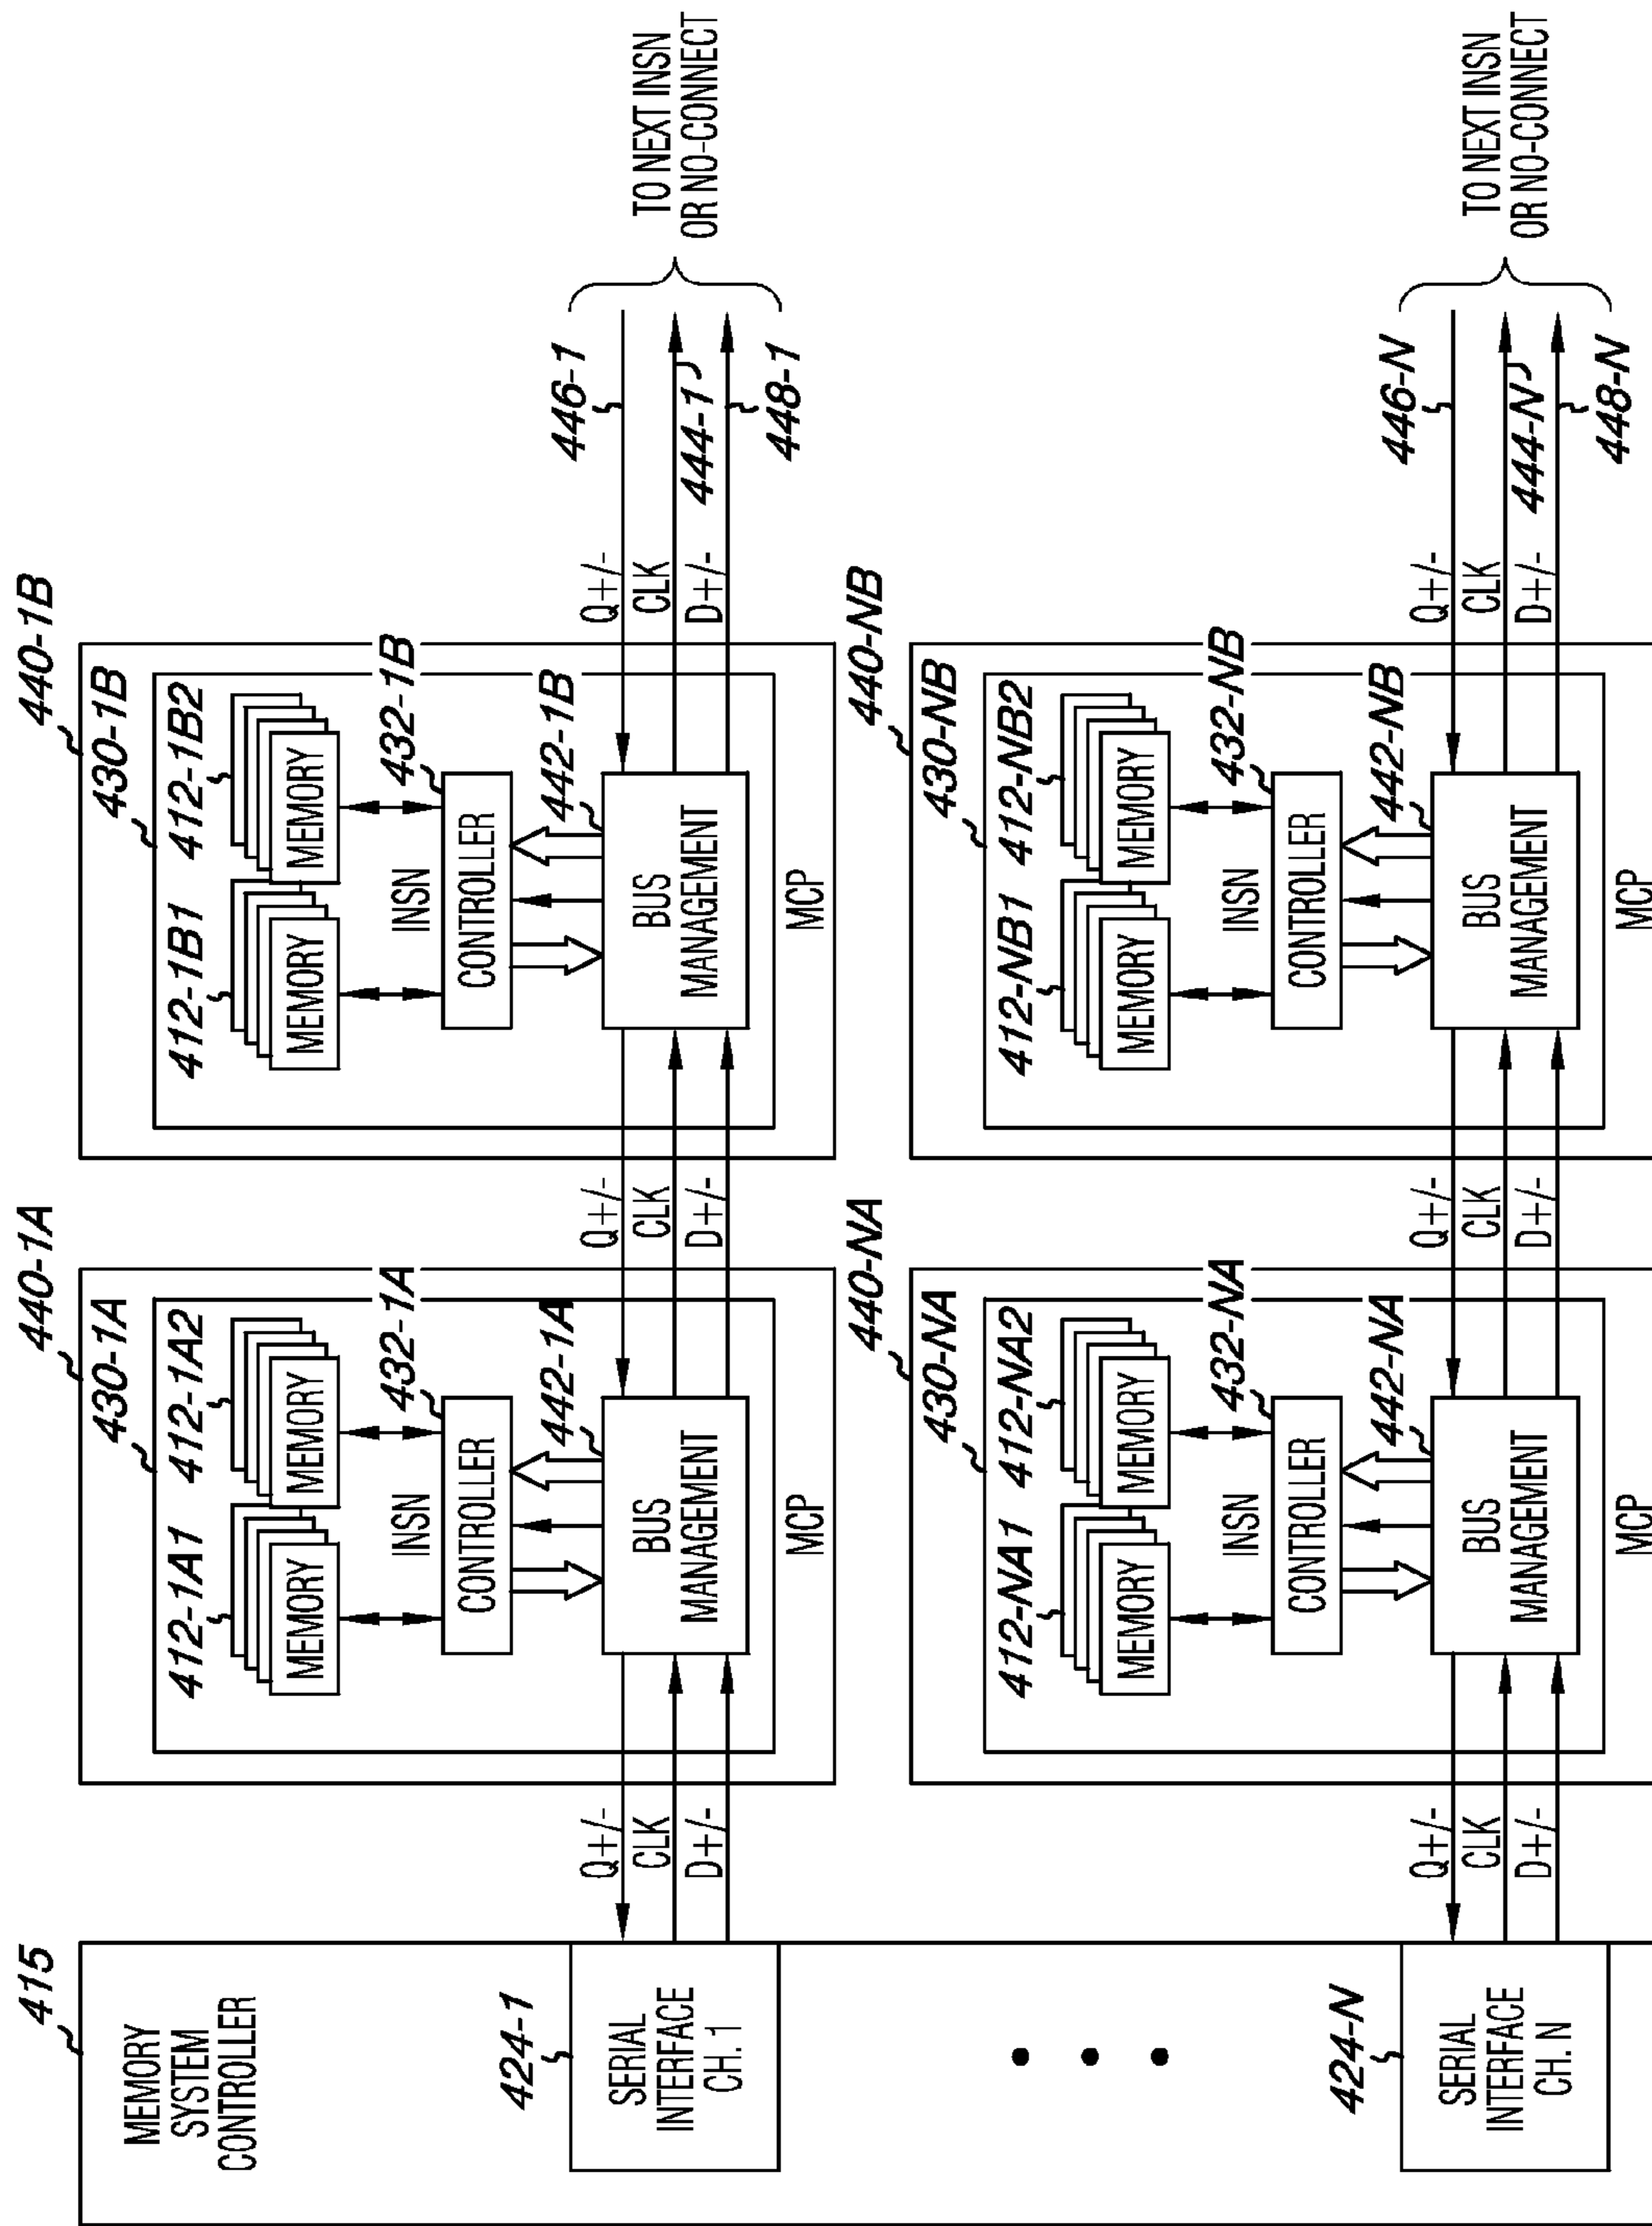 415
MEMORY
SYSTEM
CONTROLLER
424-1
SERIAL
INTERFACE
CH. 1
Q+/-
CLK
D+/-
440-1A
430-1A
412-1A1
412-1A2
MEMORY
MEMORY
INSN
432-1A
CONTROLLER
442-1A
BUS
MANAGEMENT
MCP
Q+/-
CLK
D+/-
440-1B
430-1B
412-1B1
412-1B2
MEMORY
MEMORY
INSN
432-1B
CONTROLLER
442-1B
BUS
MANAGEMENT
MCP
Q+/-
CLK
D+/-
446-1
444-1
448-1
TO NEXT INSN
OR NO-CONNECT
424-N
SERIAL
INTERFACE
CH. N
Q+/-
CLK
D+/-
440-NA
430-NA
412-NA1
412-NA2
MEMORY
MEMORY
INSN
432-NA
CONTROLLER
442-NA
BUS
MANAGEMENT
MCP
Q+/-
CLK
D+/-
440-NB
430-NB
412-NB1
412-NB2
MEMORY
MEMORY
INSN
432-NB
CONTROLLER
442-NB
BUS
MANAGEMENT
MCP
Q+/-
CLK
D+/-
446-N
444-N
448-N
TO NEXT INSN
OR NO-CONNECT